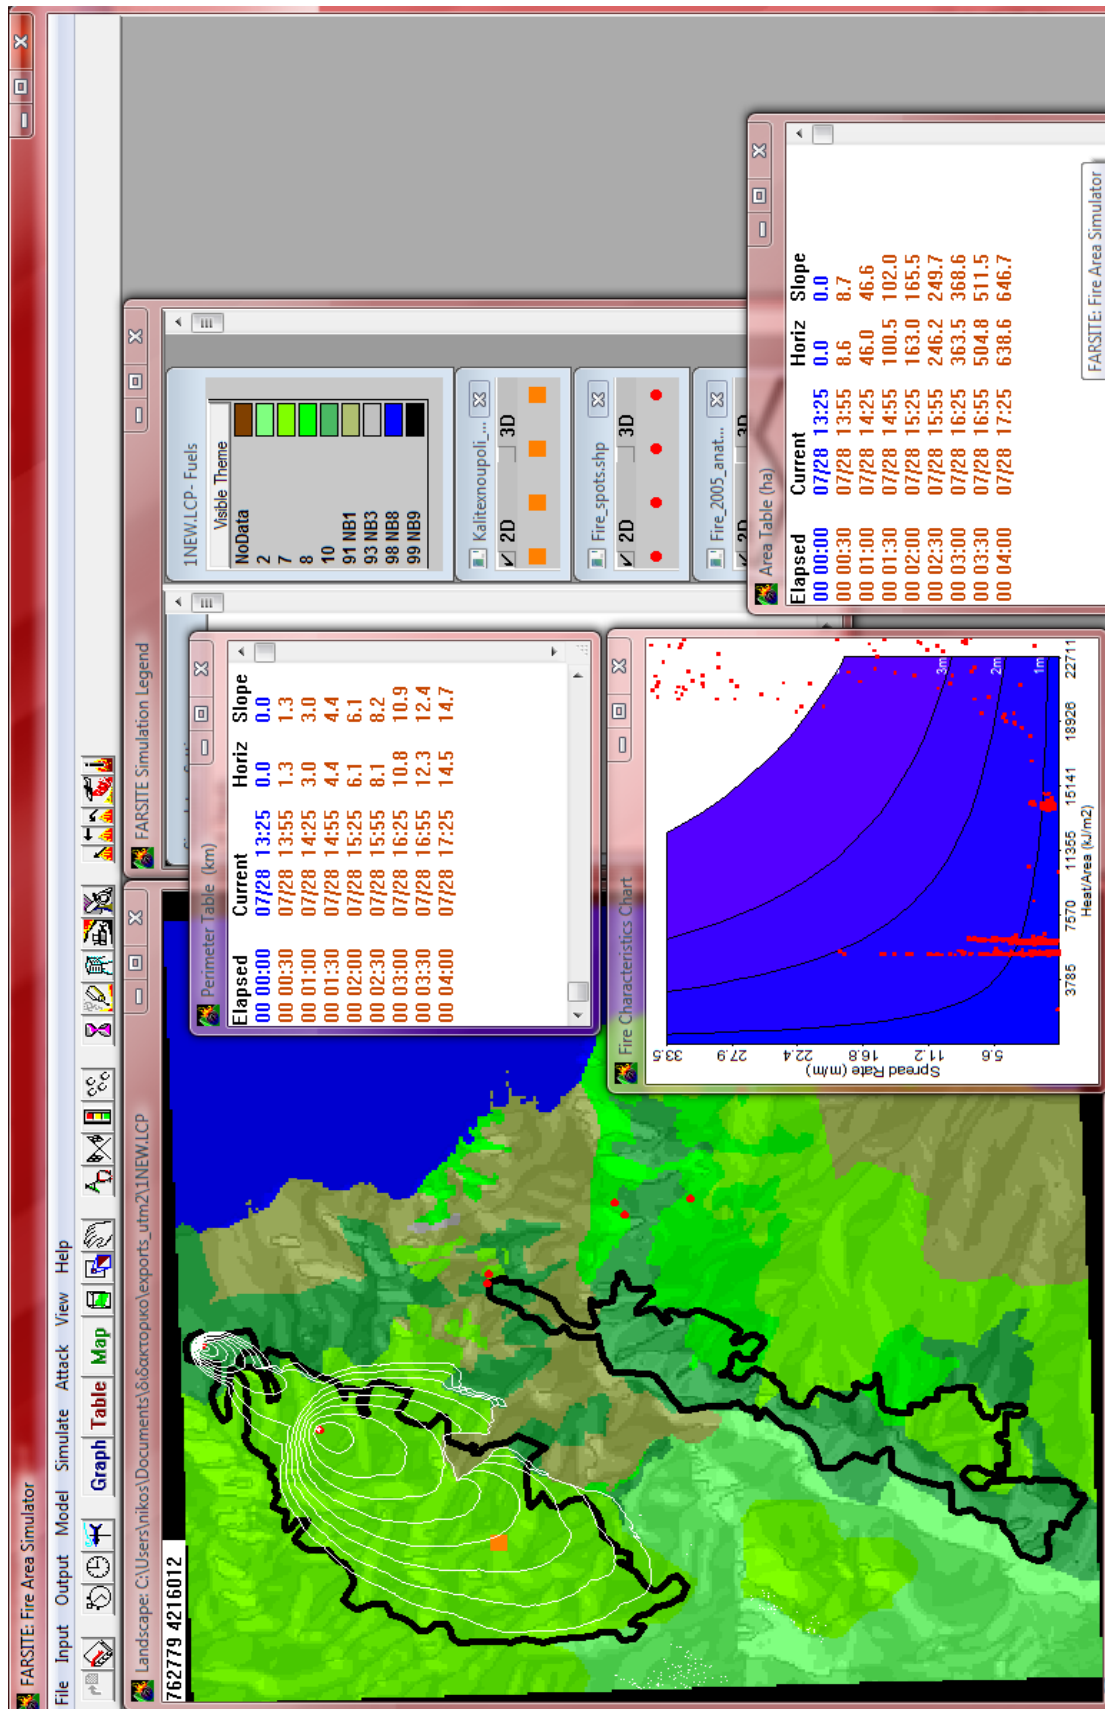 FARSITE: Fire Area Simulator
File Input Output Model Simulate Attack View Help
Graph Table Map
Landscape: C:\Users\nikos\Documents\διδακτορικο\exports_utm2\1NEW.LCP
762779 4216012
FARSITE Simulation Legend
1NEW.LCP- Fuels
Visible Theme
NoData
2
7
8
10
91 NB1
93 NB3
98 NB8
99 NB9
Kalitexnoupoli_...
2D 3D
Fire_spots.shp
2D 3D
Fire_2005_anat...
2D 3D
Perimeter Table (km)
Elapsed Current Horiz Slope
00 00:00 07/28 13:25 0.0 0.0
00 00:30 07/28 13:55 1.3 1.3
00 01:00 07/28 14:25 3.0 3.0
00 01:30 07/28 14:55 4.4 4.4
00 02:00 07/28 15:25 6.1 6.1
00 02:30 07/28 15:55 8.1 8.2
00 03:00 07/28 16:25 10.8 10.9
00 03:30 07/28 16:55 12.3 12.4
00 04:00 07/28 17:25 14.5 14.7
Fire Characteristics Chart
Spread Rate (m/m)
33.5
27.9
22.4
16.8
11.2
5.6
3m
2m
1m
3785 7570 11355 15141 18926 22711
Heat/Area (kJ/m2)
Area Table (ha)
Elapsed Current Horiz Slope
00 00:00 07/28 13:25 0.0 0.0
00 00:30 07/28 13:55 8.6 8.7
00 01:00 07/28 14:25 46.0 46.6
00 01:30 07/28 14:55 100.5 102.0
00 02:00 07/28 15:25 163.0 165.5
00 02:30 07/28 15:55 246.2 249.7
00 03:00 07/28 16:25 363.5 368.6
00 03:30 07/28 16:55 504.8 511.5
00 04:00 07/28 17:25 638.6 646.7
FARSITE: Fire Area Simulator